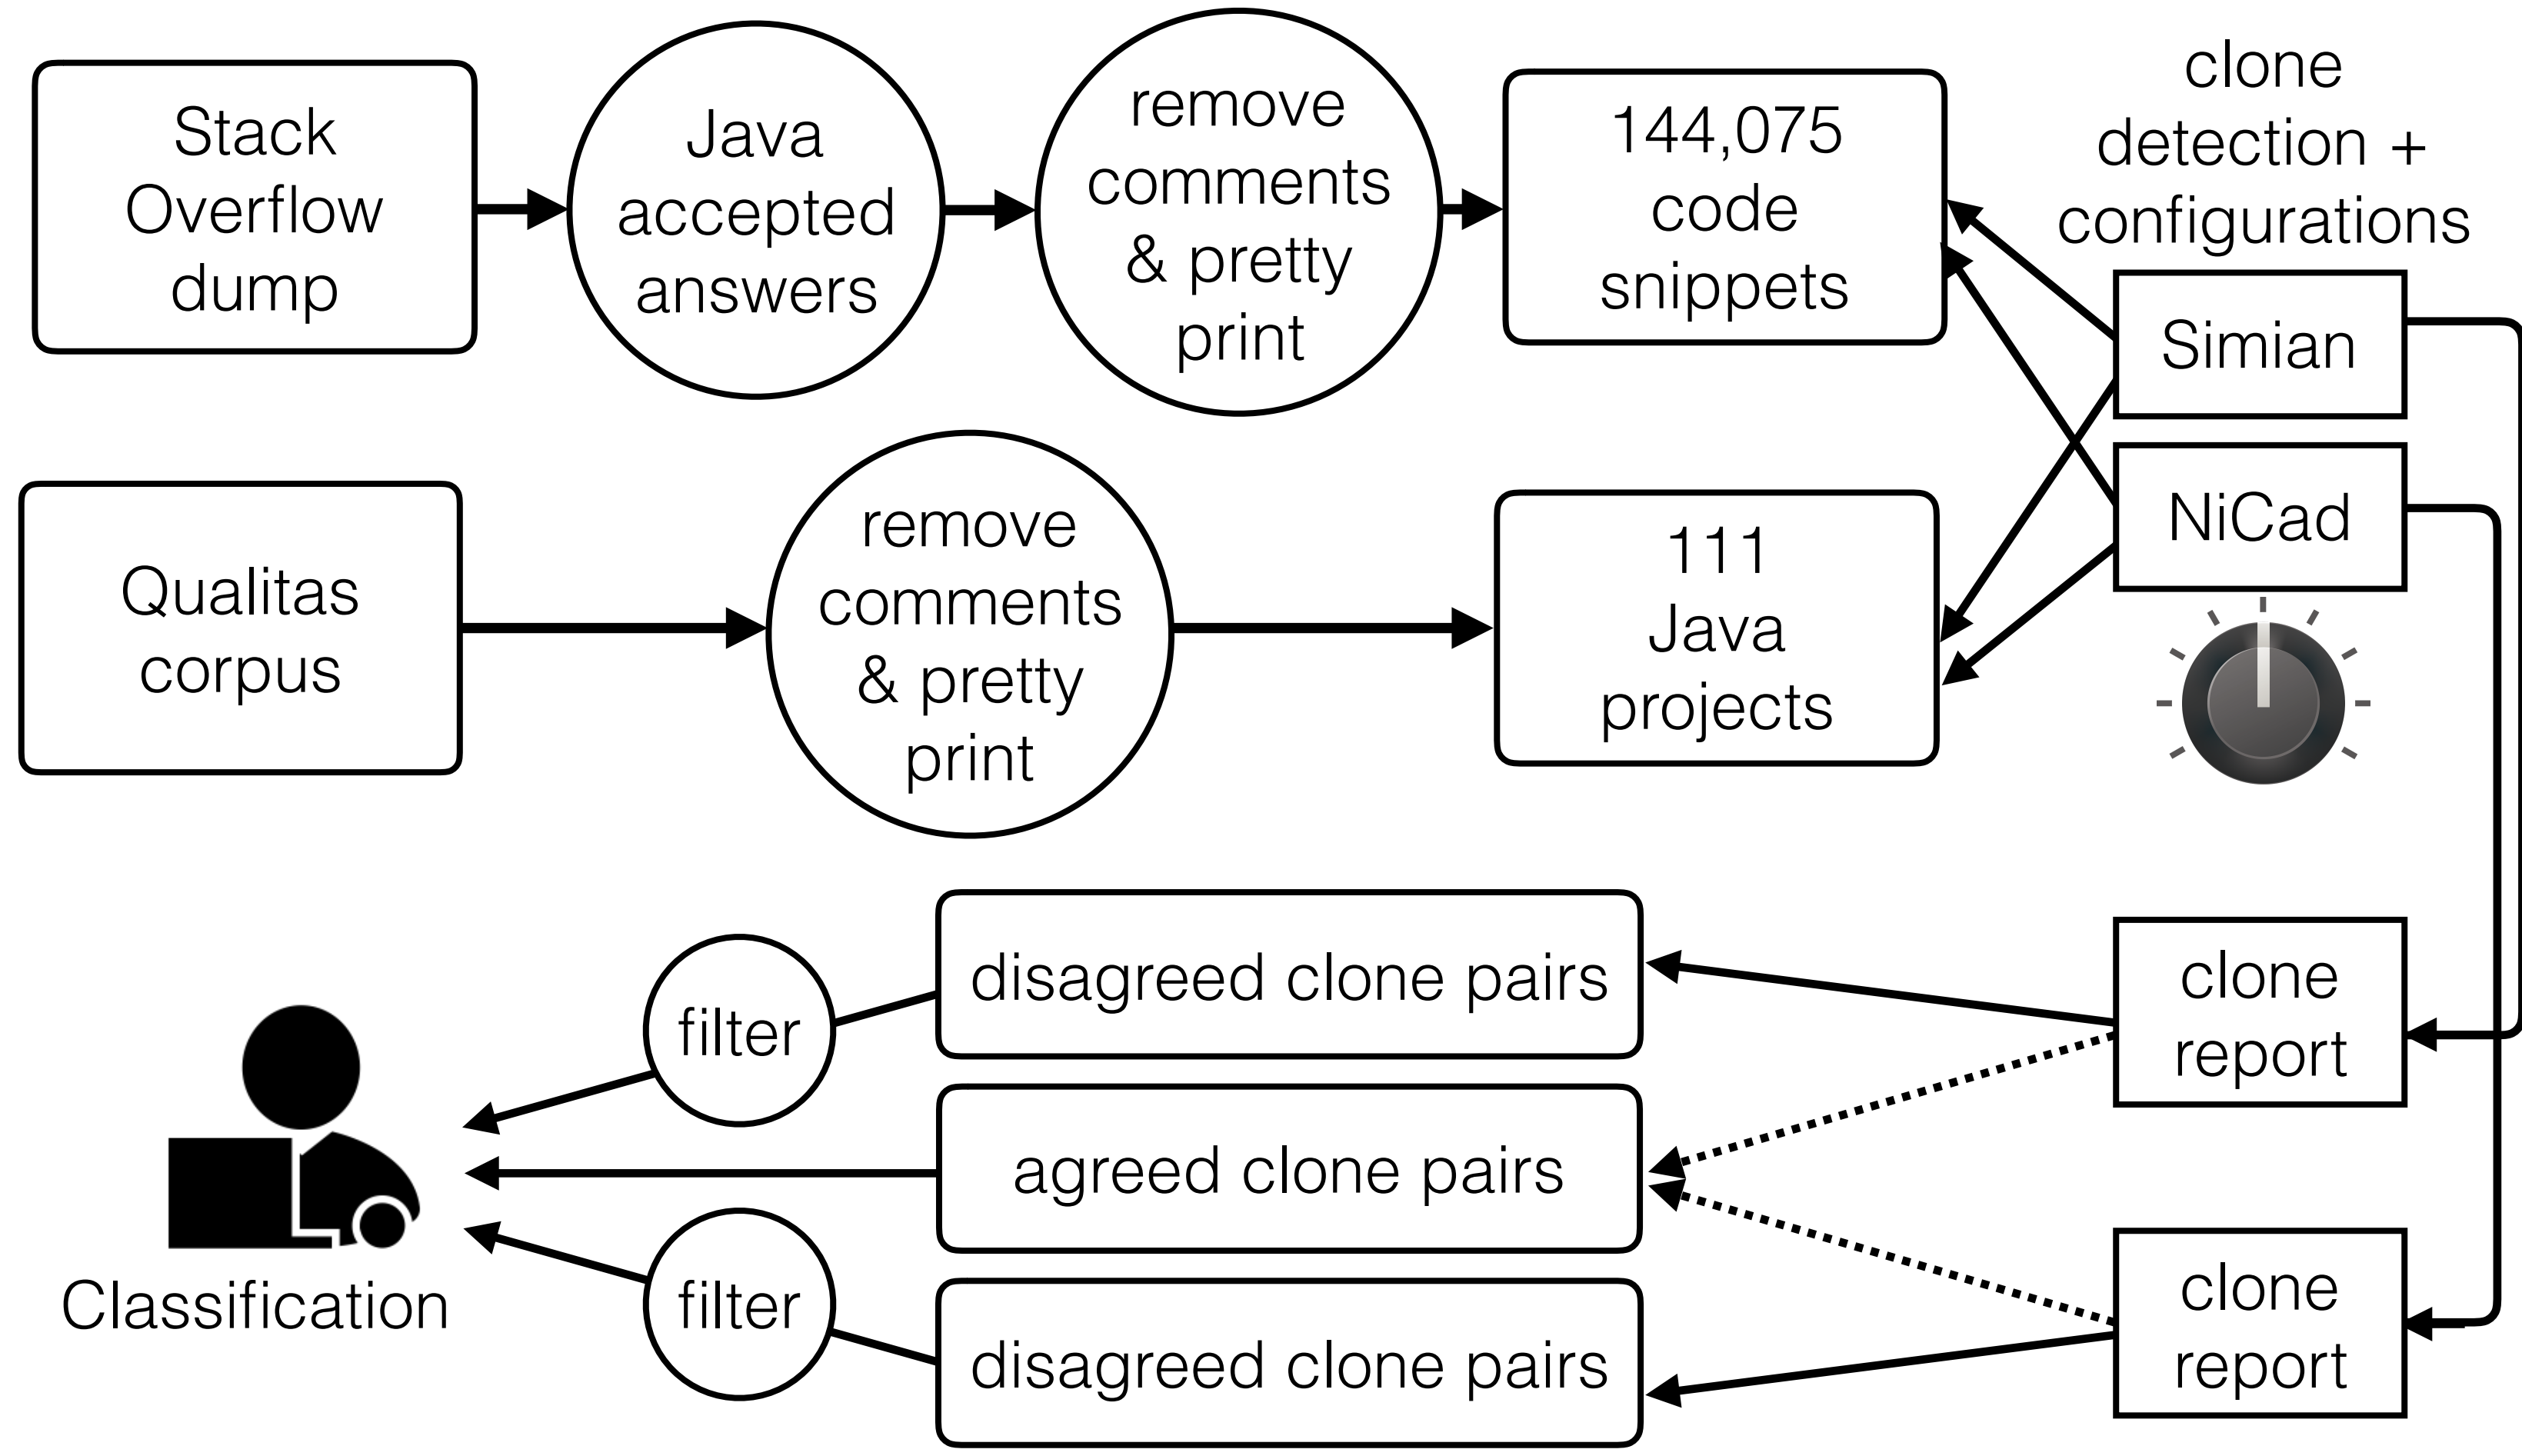 Stack
Overflow
dump
Java
accepted
answers
remove
comments
& pretty
print
144,075
code
snippets
clone
detection +
configurations
Simian
NiCad
Qualitas
corpus
remove
comments
& pretty
print
111
Java
projects
disagreed clone pairs
clone
report
filter
agreed clone pairs
Classification
filter
disagreed clone pairs
clone
report